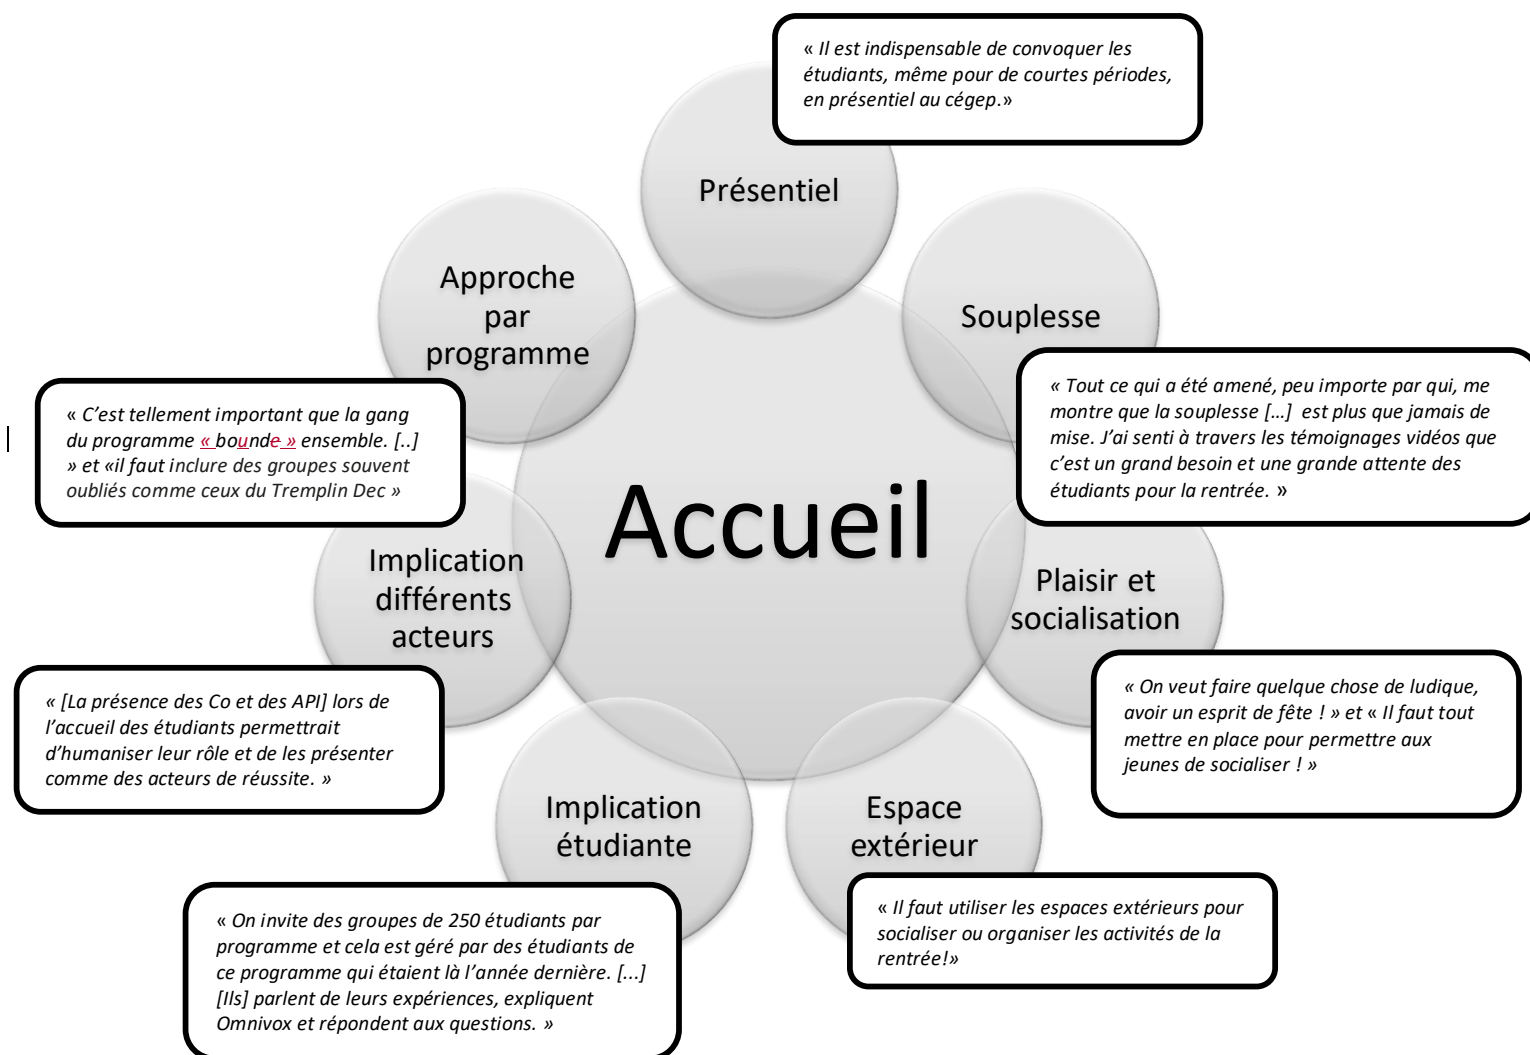 « Il est indispensable de convoquer les
étudiants, même pour de courtes périodes,
en présentiel au cégep.»
Présentiel
Approche
par
programme
Souplesse
« Tout ce qui a été amené, peu importe par qui, me
montre que la souplesse [...] est plus que jamais de
mise. J'ai senti à travers les témoignages vidéos que
c'est un grand besoin et une grande attente des
étudiants pour la rentrée. »
« C'est tellement important que la gang
du programme « bounde » ensemble. [..]
» et «il faut inclure des groupes souvent
oubliés comme ceux du Tremplin Dec »
Accueil
Implication
différents
acteurs
Plaisir et
socialisation
« [La présence des Co et des API] lors de
l'accueil des étudiants permettrait
d'humaniser leur rôle et de les présenter
comme des acteurs de réussite. »
« On veut faire quelque chose de ludique,
avoir un esprit de fête ! » et « Il faut tout
mettre en place pour permettre aux
jeunes de socialiser ! »
Implication
étudiante
Espace
extérieur
« On invite des groupes de 250 étudiants par
programme et cela est géré par des étudiants de
ce programme qui étaient là l'année dernière. [...]
[Ils] parlent de leurs expériences, expliquent
Omnivox et répondent aux questions. »
« Il faut utiliser les espaces extérieurs pour
socialiser ou organiser les activités de la
rentrée!»